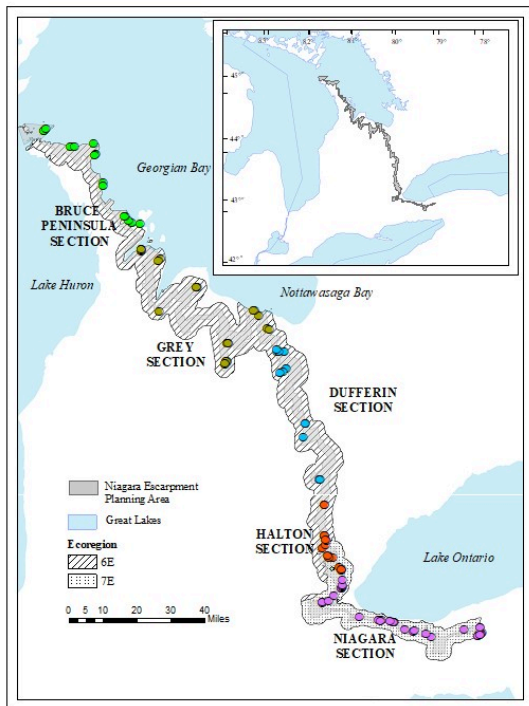 Georgian Bay
BRUCE
PENINSULA
SECTION
Lake Huron
Nottawasaga Bay
GREY
SECTION
DUFFERIN
SECTION
Niagara Escarpment
Planning Area
Great Lakes
Ecoregion
6E
7E
HALTON
SECTION
Lake Ontario
0 5 10 20 30 40
Miles
NIAGARA
SECTION